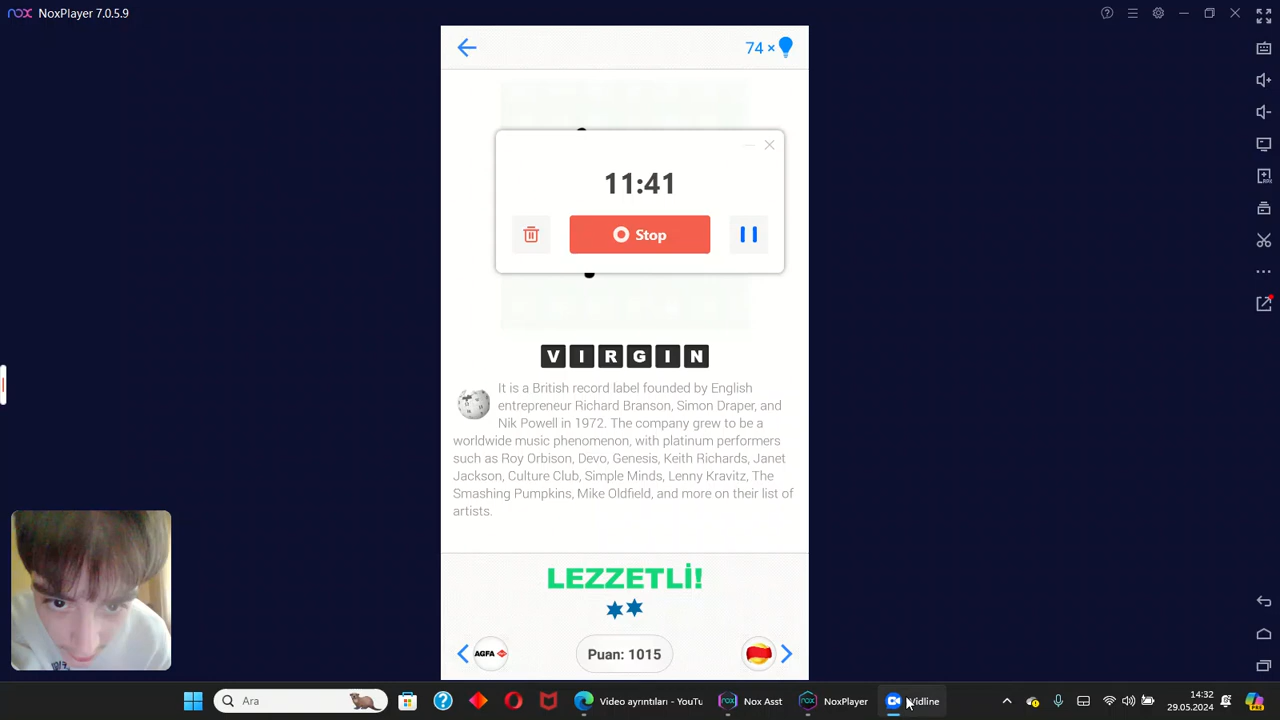 NoxPlayer 7.0.5.9
74 ×
11:41
Stop
VIRGIN
It is a British record label founded by English
entrepreneur Richard Branson, Simon Draper, and
Nik Powell in 1972. The company grew to be a
worldwide music phenomenon, with platinum performers
such as Roy Orbison, Devo, Genesis, Keith Richards, Janet
Jackson, Culture Club, Simple Minds, Lenny Kravitz, The
Smashing Pumpkins, Mike Oldfield, and more on their list of
artists.
LEZZETLİ!
AGFA
Puan: 1015
Ara
Video ayrıntıları - YouTu
Nox Asst
NoxPlayer
14:32
29.05.2024